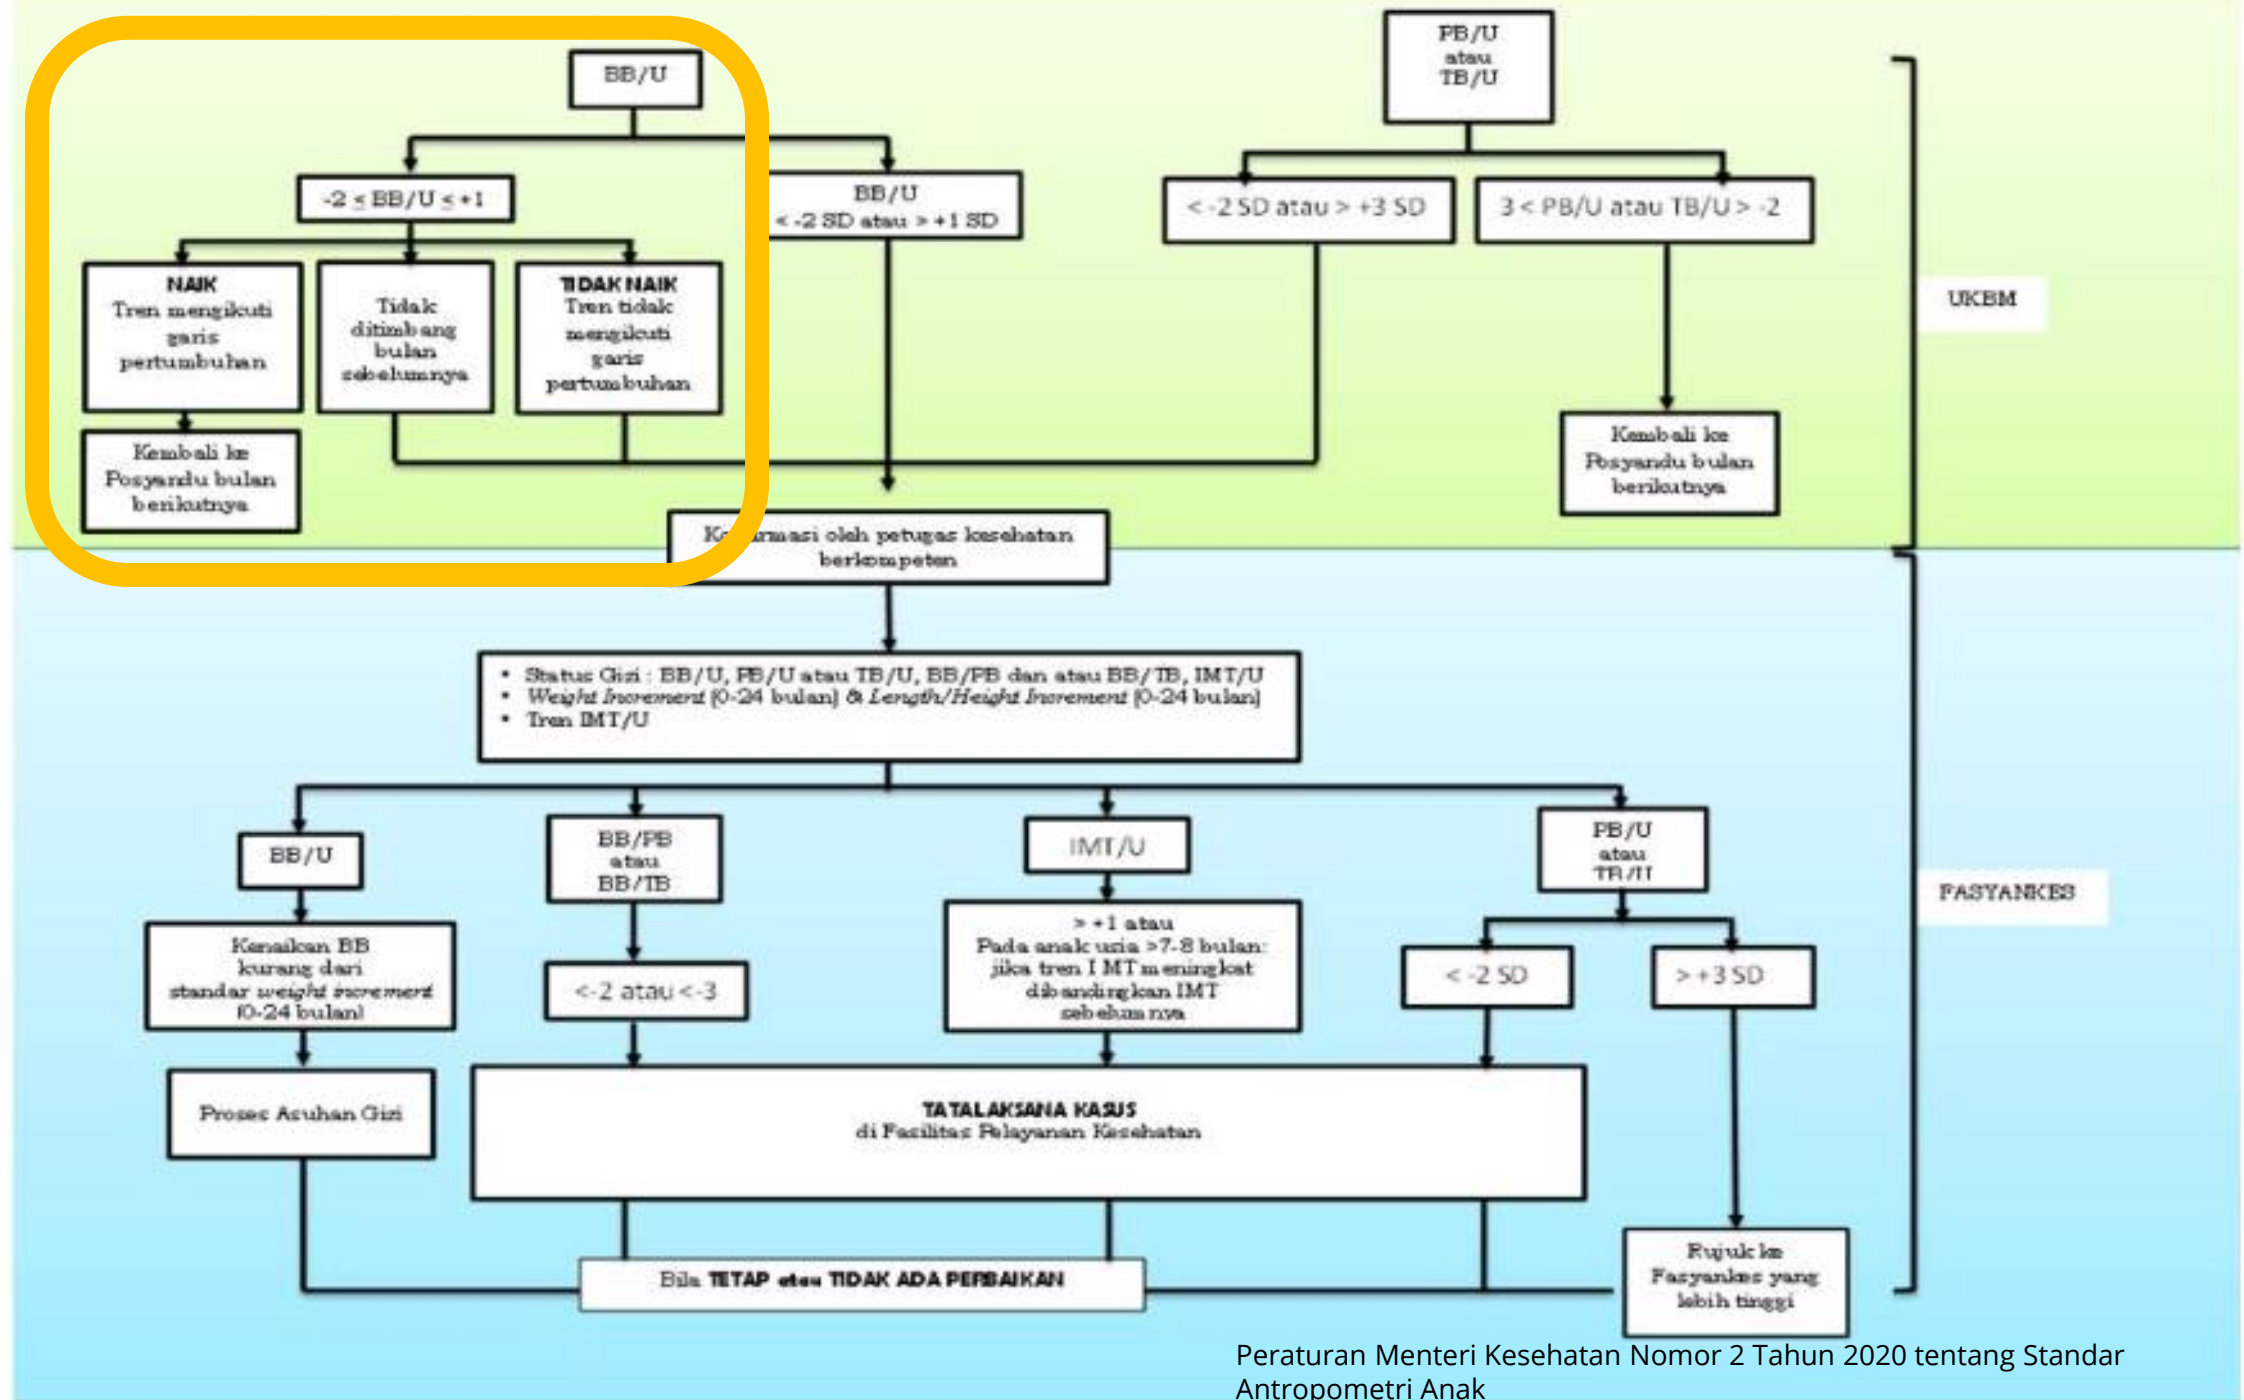 BB/U
PB/U
atau
TB/U
-2 ≤ BB/U ≤ +1
BB/U
< -2 SD atau > +1 SD
< -2 SD atau > +3 SD
3 < PB/U atau TB/U > -2
NAIK
Tren mengikuti
garis
pertumbuhan
Tidak
ditimbang
bulan
sebelumnya
TIDAK NAIK
Tren tidak
mengikuti
garis
pertumbuhan
UKBM
Kembali ke
Posyandu bulan
berikutnya
Kembali ke
Posyandu bulan
berikutnya
oleh petugas kesehatan
berkompeten
• Status Gizi : BB/U, PB/U atau TB/U, BB/PB dan atau BB/TB, IMT/U
• Weight Increment (0-24 bulan) & Length/Height Increment (0-24 bulan)
• Tren IMT/U
BB/U
BB/PB
atau
BB/TB
IMT/U
PB/U
atau
TB/U
FASYANKES
Kenaikan BB
kurang dari
standar weight increment
(0-24 bulan)
<-2 atau <-3
> +1 atau
Pada anak usia >7-8 bulan:
jika tren I MT meningkat
dibandingkan IMT
sebelumnya
< -2 SD
> +3 SD
Proses Asuhan Gizi
TATALAKSANA KASUS
di Fasilitas Pelayanan Kesehatan
Bila TETAP atau TIDAK ADA PERBAIKAN
Rujuk ke
Fasyankes yang
lebih tinggi
Peraturan Menteri Kesehatan Nomor 2 Tahun 2020 tentang Standar
Antropometri Anak